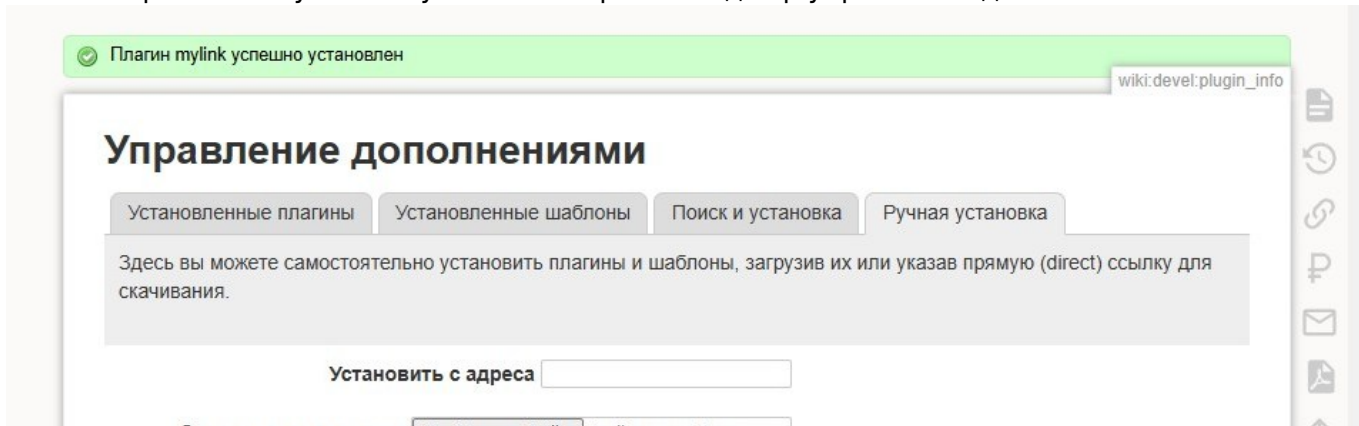 Плагин mylink успешно установлен
wiki:devel:plugin_info
Управление дополнениями
Установленные плагины Установленные шаблоны Поиск и установка Ручная установка
Здесь вы можете самостоятельно установить плагины и шаблоны, загрузив их или указав прямую (direct) ссылку для
скачивания.
Установить с адреса